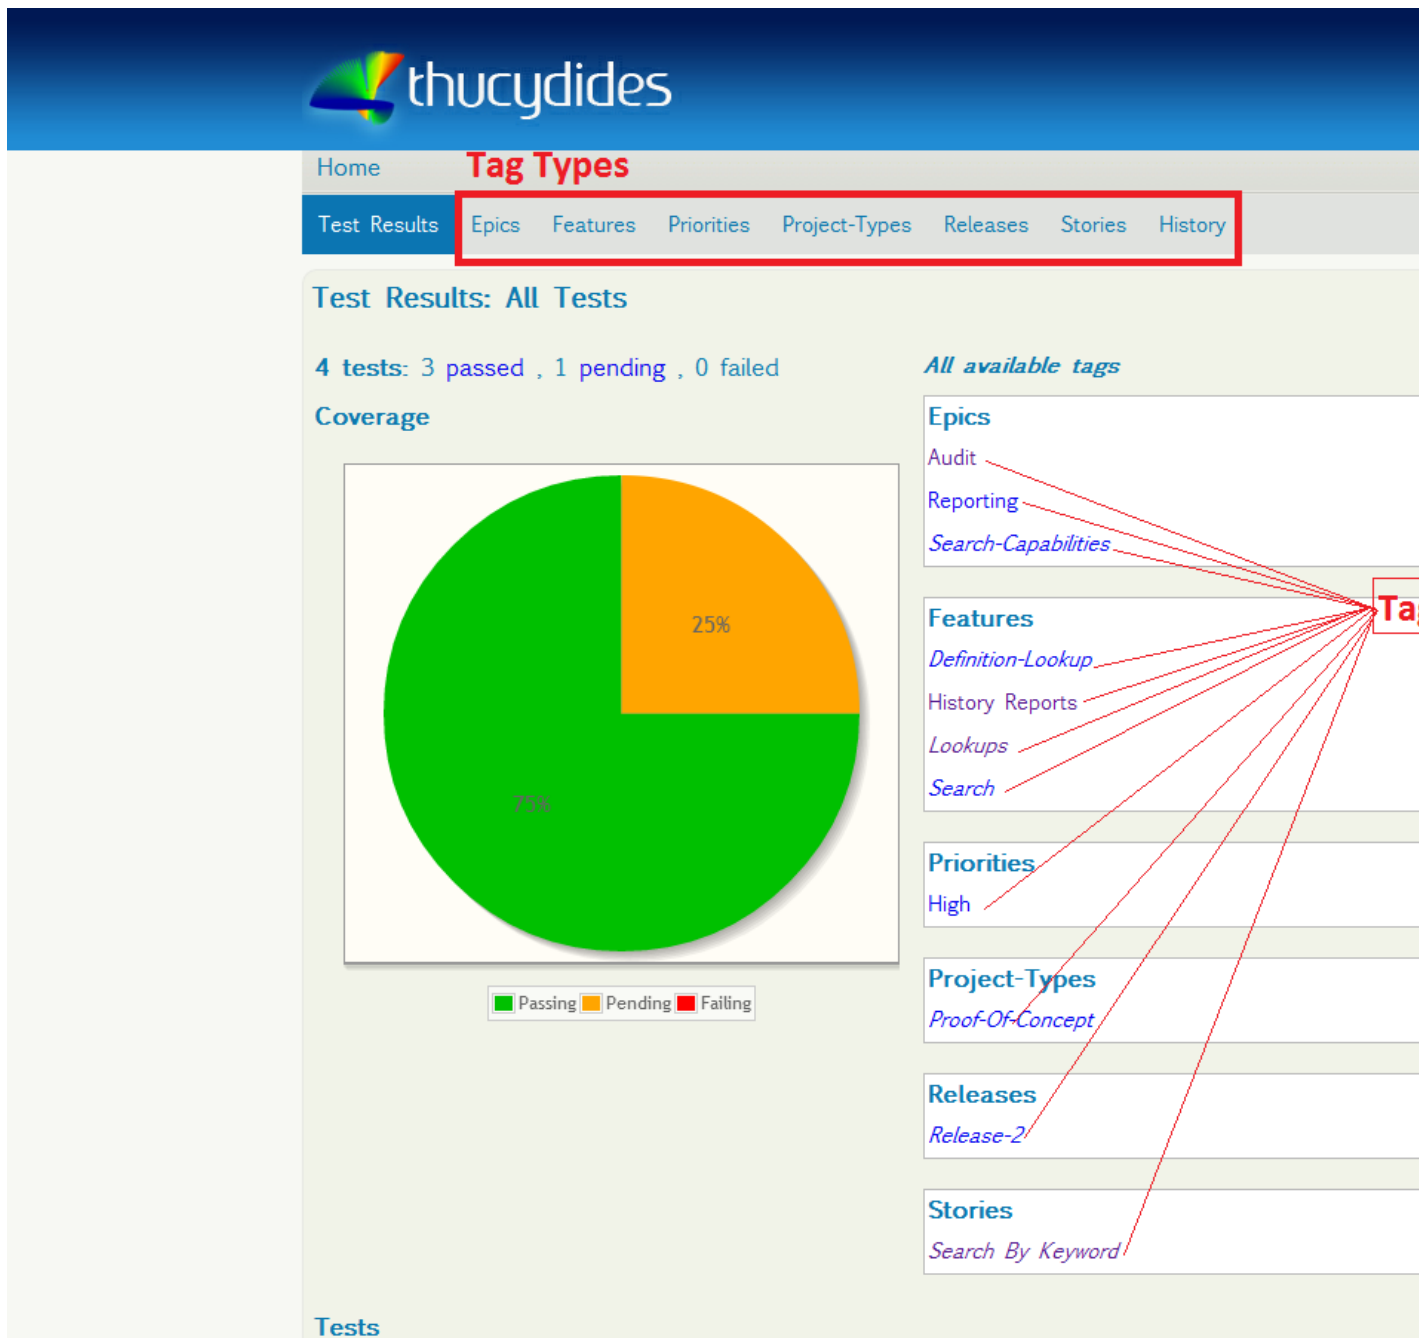 thucydides
Home
Tag Types
Test Results Epics Features Priorities Project-Types Releases Stories History
Test Results: All Tests
4 tests: 3 passed , 1 pending , 0 failed
Coverage
25%
75%
Passing Pending Failing
All available tags
Epics
Audit
Reporting
Search-Capabilities
Features
Definition-Lookup
History Reports
Lookups
Search
Priorities
High
Project-Types
Proof-Of-Concept
Releases
Release-2
Stories
Search By Keyword
Tests